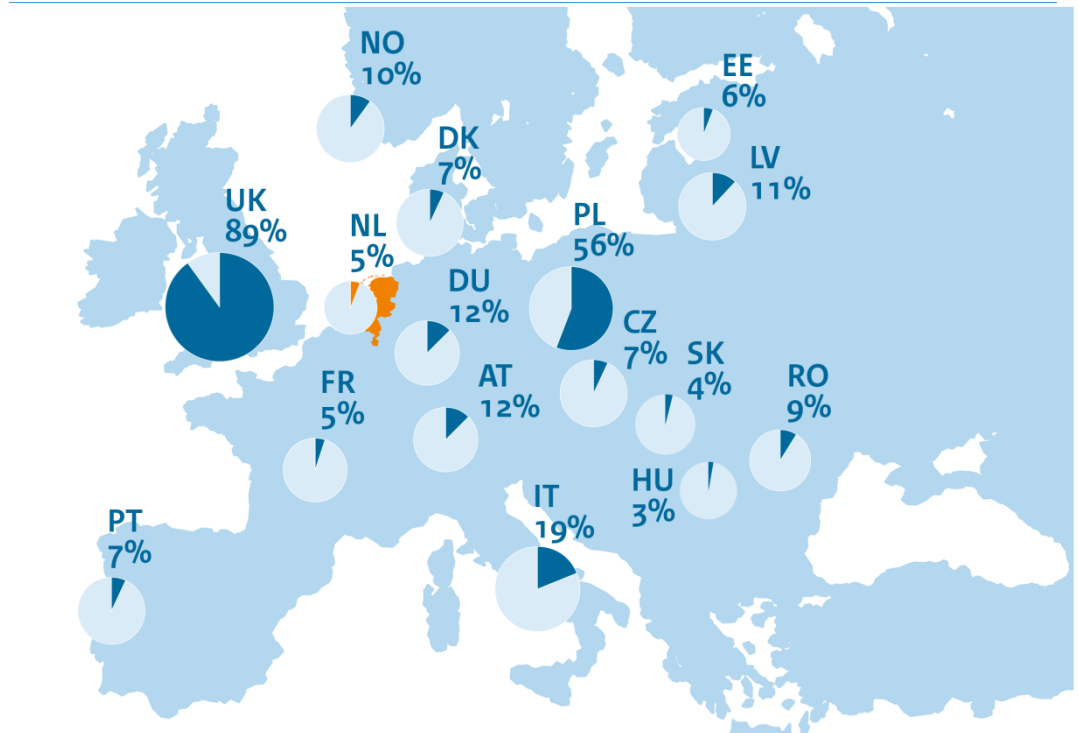 NO
10%
EE
6%
DK
7%
LV
11%
UK
89%
NL
5%
PL
56%
DU
12%
CZ
7%
SK
4%
RO
9%
FR
5%
AT
12%
HU
3%
IT
19%
PT
7%